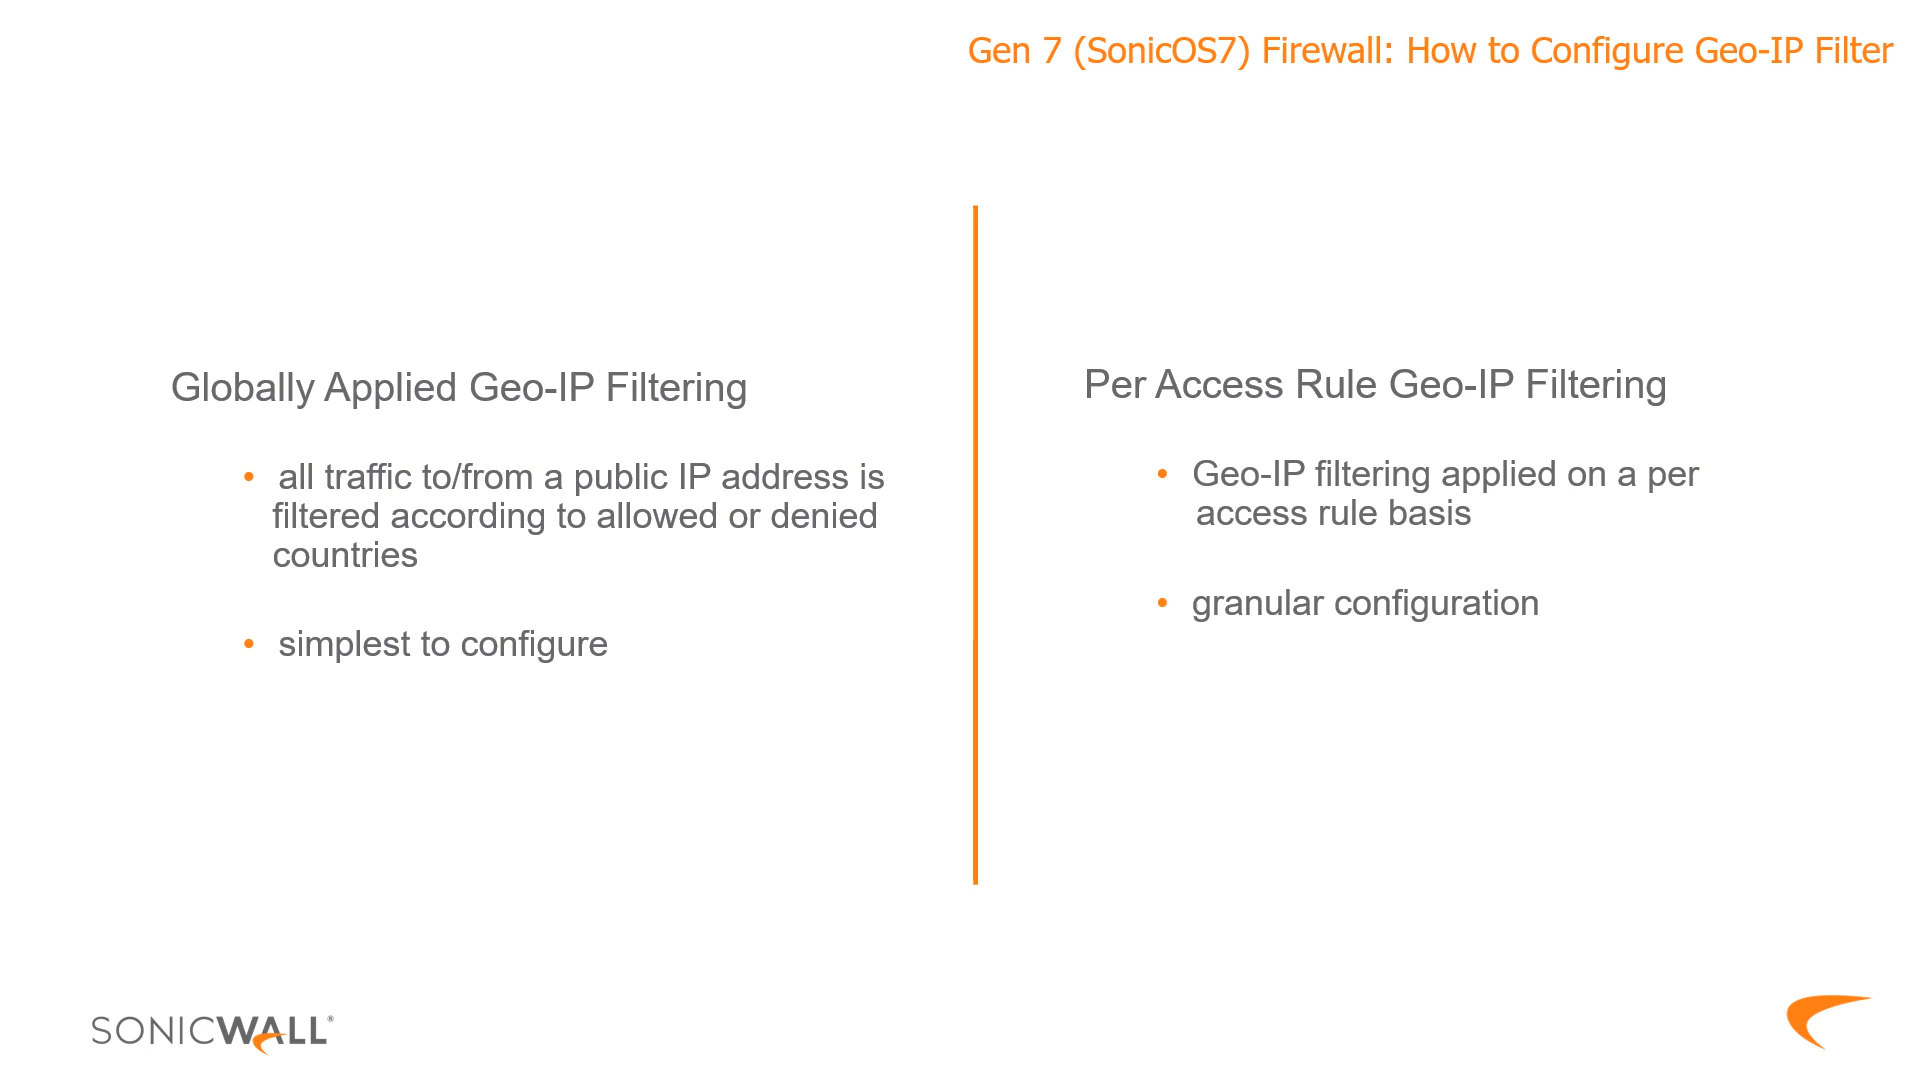 Gen 7 (SonicOS7) Firewall: How to Configure Geo-IP Filter
Globally Applied Geo-IP Filtering
• all traffic to/from a public IP address is
filtered according to allowed or denied
countries
• simplest to configure
Per Access Rule Geo-IP Filtering
• Geo-IP filtering applied on a per
access rule basis
• granular configuration
SONICWALL®